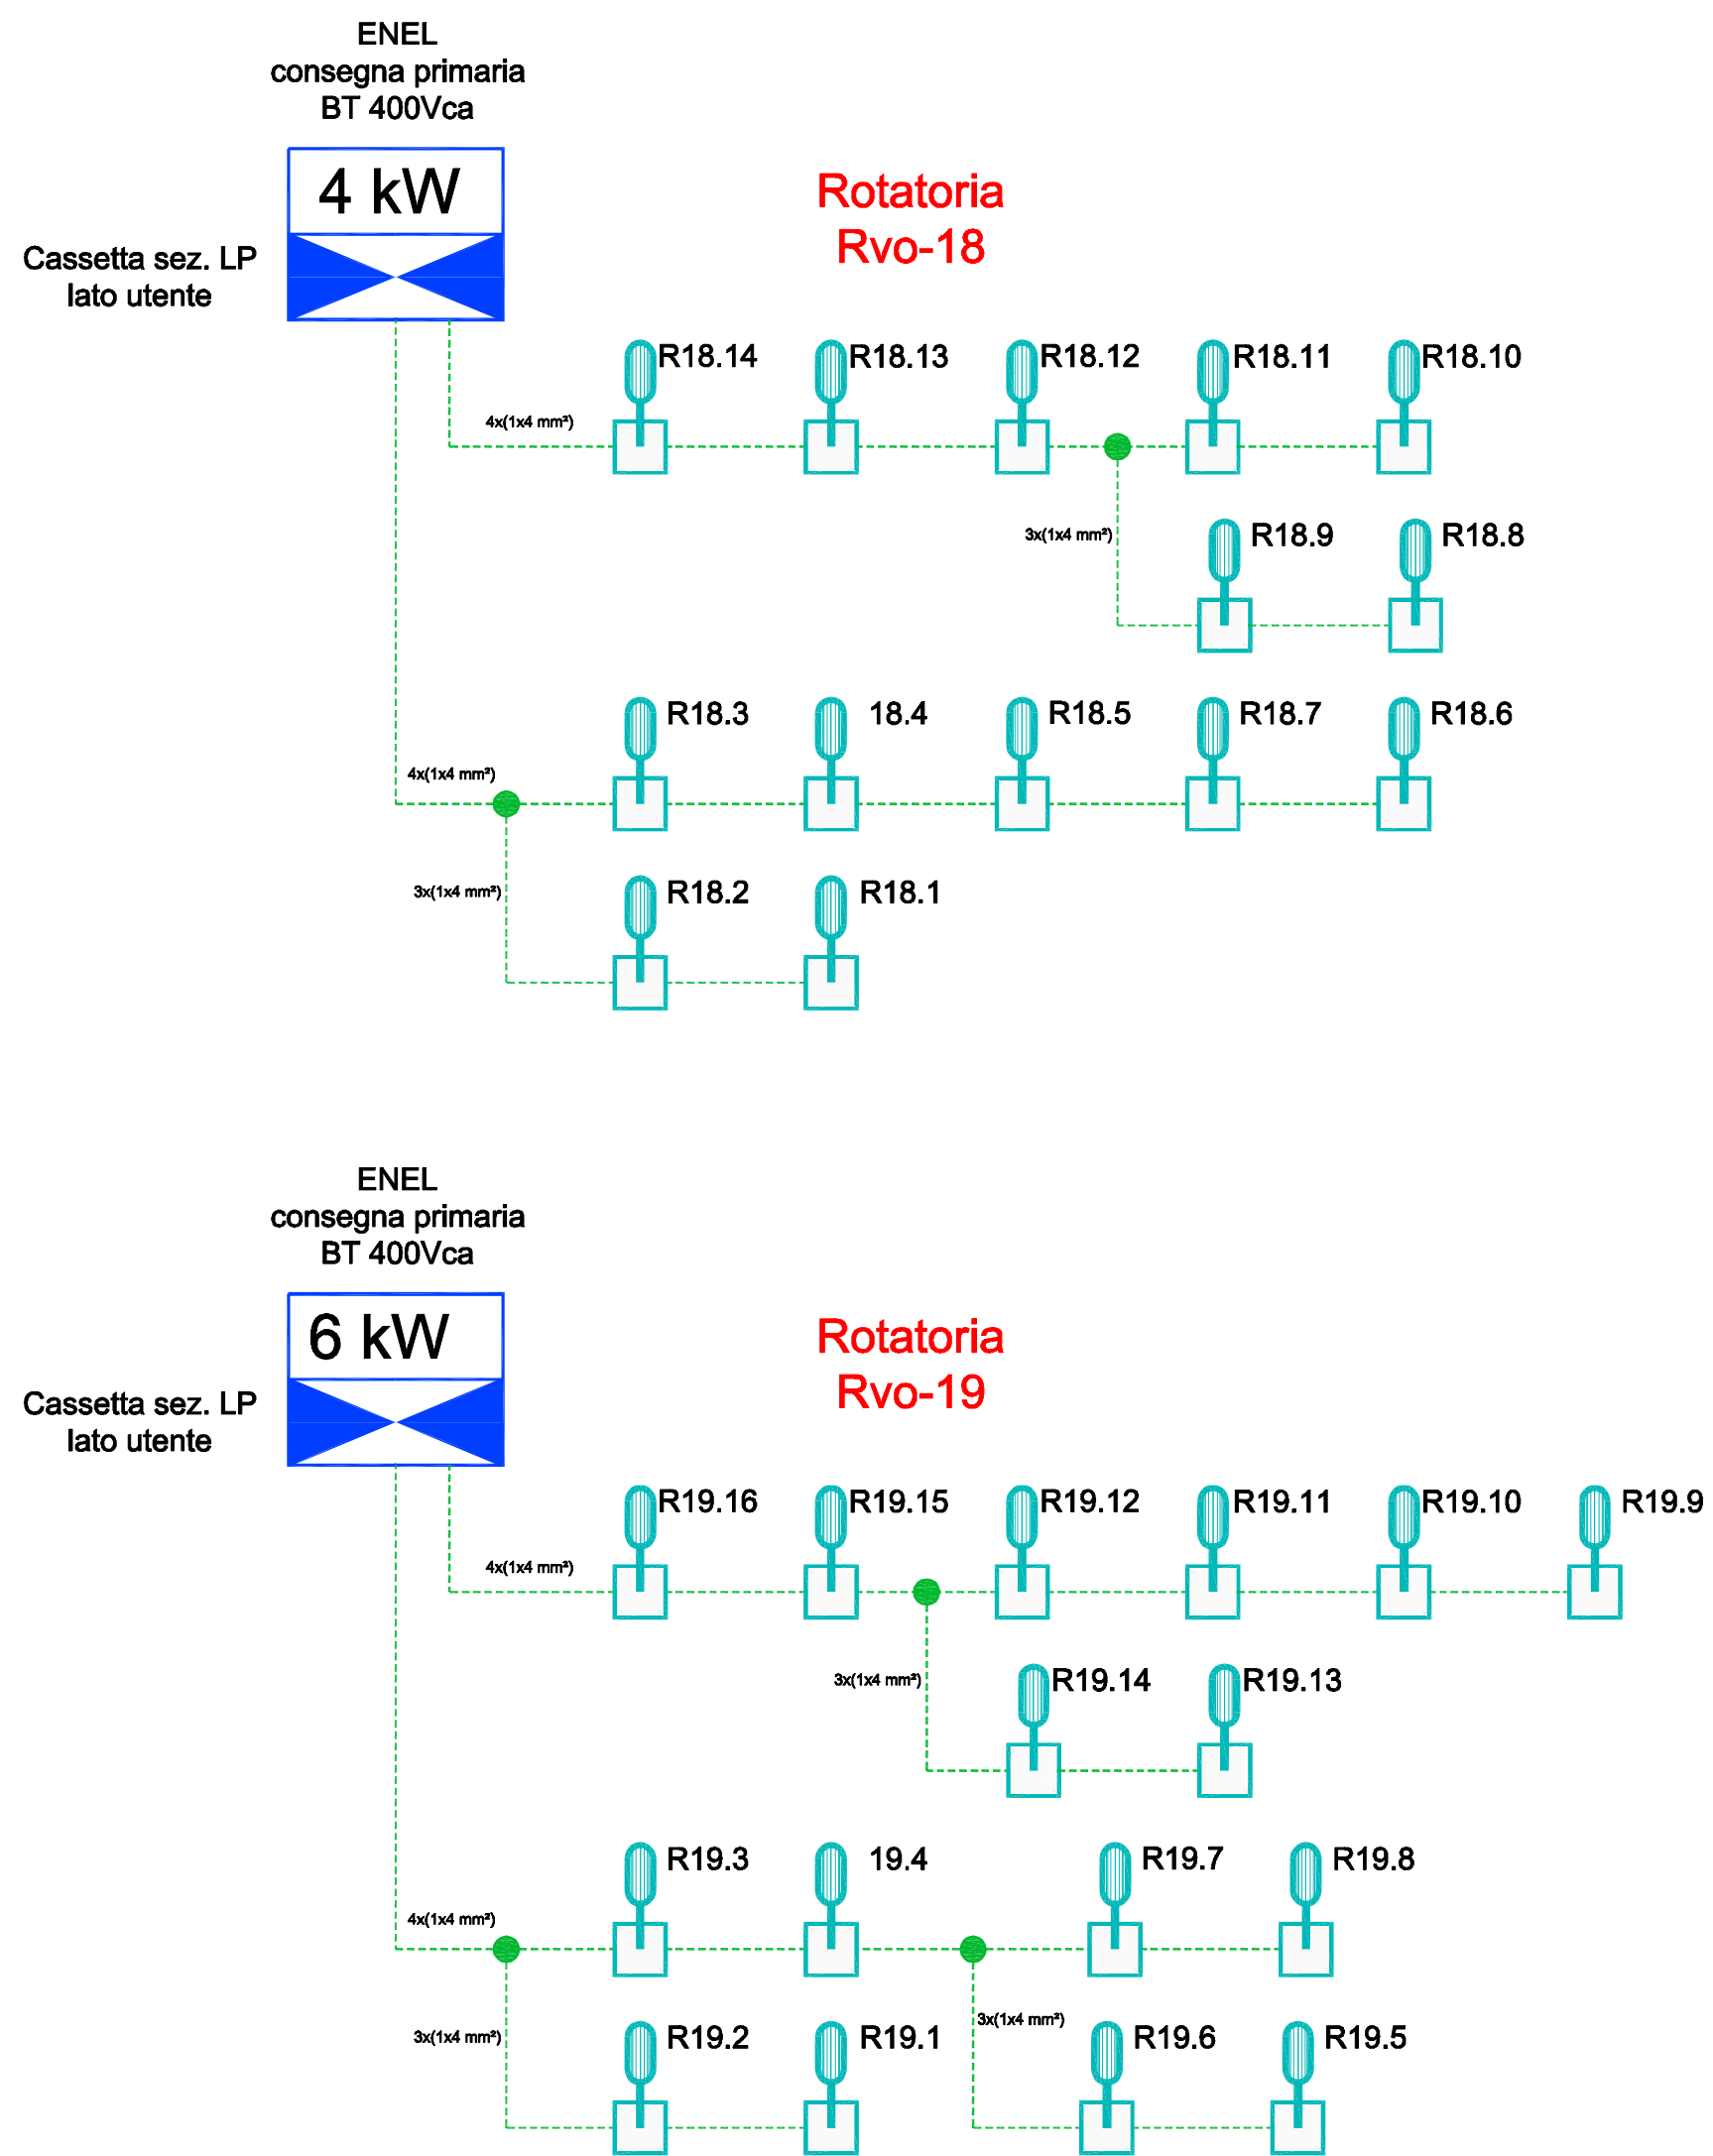 ENEL
consegna primaria
BT 400Vca
4 kW
Rotatoria
Rvo-18
Cassetta sez. LP
lato utente
R18.14
R18.13
R18.12
R18.11
R18.10
4x(1x4 mm²)
3x(1x4 mm²)
R18.9
R18.8
R18.3
18.4
R18.5
R18.7
R18.6
4x(1x4 mm²)
3x(1x4 mm²)
R18.2
R18.1
ENEL
consegna primaria
BT 400Vca
6 kW
Rotatoria
Rvo-19
Cassetta sez. LP
lato utente
R19.16
R19.15
R19.12
R19.11
R19.10
R19.9
4x(1x4 mm²)
3x(1x4 mm²)
R19.14
R19.13
R19.3
19.4
R19.7
R19.8
4x(1x4 mm²)
3x(1x4 mm²)
R19.2
R19.1
3x(1x4 mm²)
R19.6
R19.5